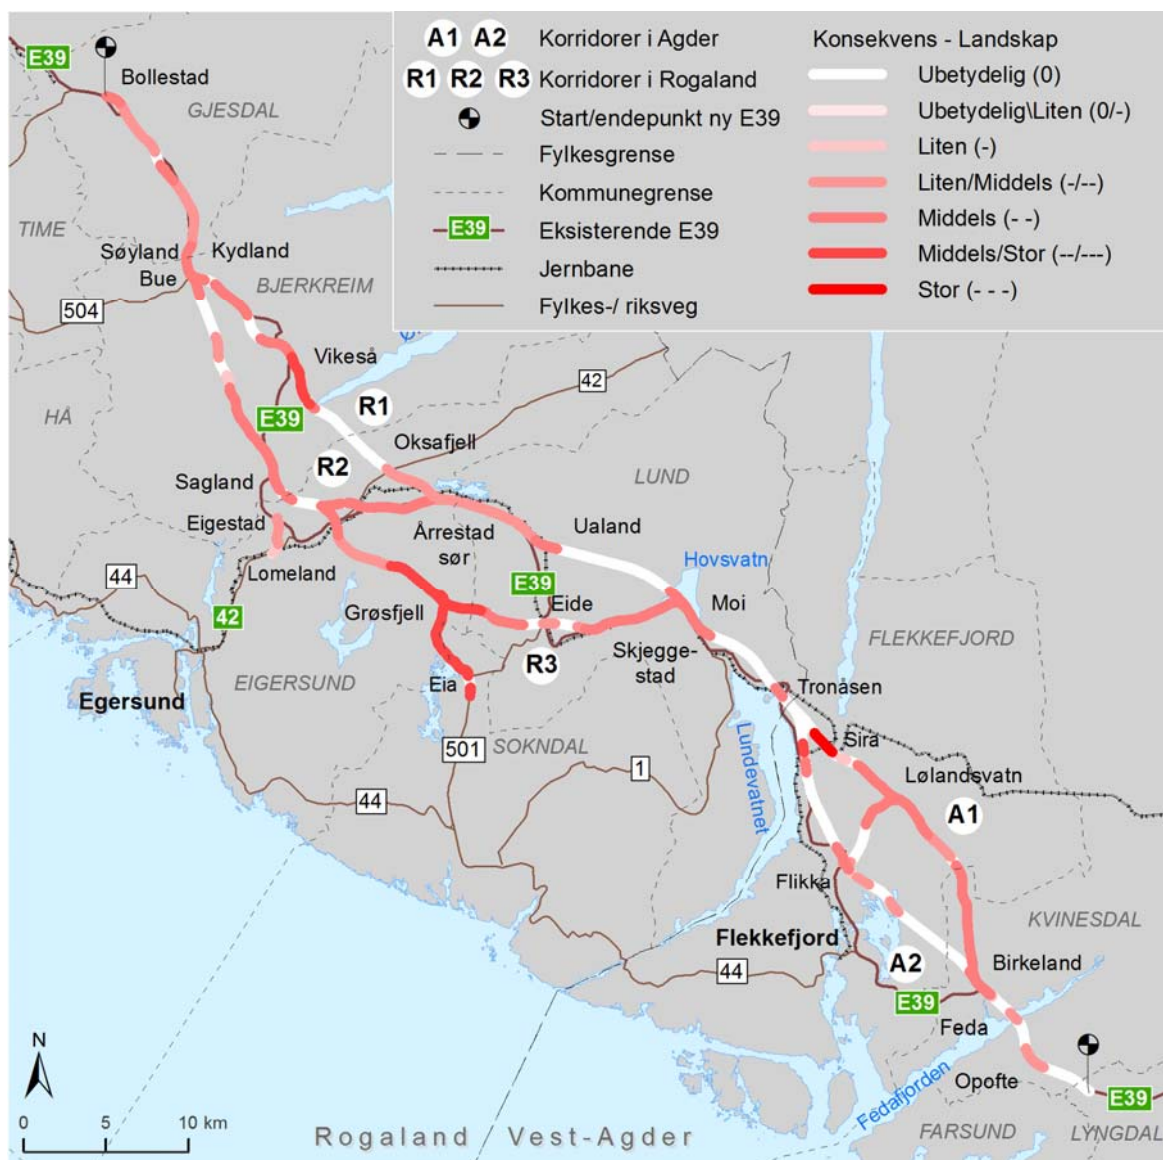 A1 A2 Korridorer i Agder
R1 R2 R3 Korridorer i Rogaland
Start/endepunkt ny E39
Fylkesgrense
Kommunegrense
E39 Eksisterende E39
Jernbane
Fylkes-/ riksveg
Konsekvens - Landskap
Ubetydelig (0)
Ubetydelig\Liten (0/-)
Liten (-)
Liten/Middels (-/--)
Middels (- -)
Middels/Stor (--/---)
Stor (- - -)
E39
Bollestad
GJESDAL
TIME
Søyland
Bue
Kydland
BJERKREIM
504
Vikeså
HÅ
E39
R1
42
Oksafjell
R2
LUND
Sagland
Eigestad
Lomeland
Årrestad
sør
Ualand
Hovsvatn
44
42
E39
Grøsfjell
Eide
Moi
FLEKKEFJORD
Skjegge-
stad
R3
Eia
EIGERSUND
Egersund
Tronåsen
501
SOKNDAL
Sira
1
Lundevatnet
Lølandsvatn
44
A1
Flikka
KVINESDAL
Flekkefjord
A2
Birkeland
44
E39
Feda
N
Opofte
Fedafjorden
E39
0 5 10 km
Rogaland Vest-Agder
FARSUND
LYNGDAL